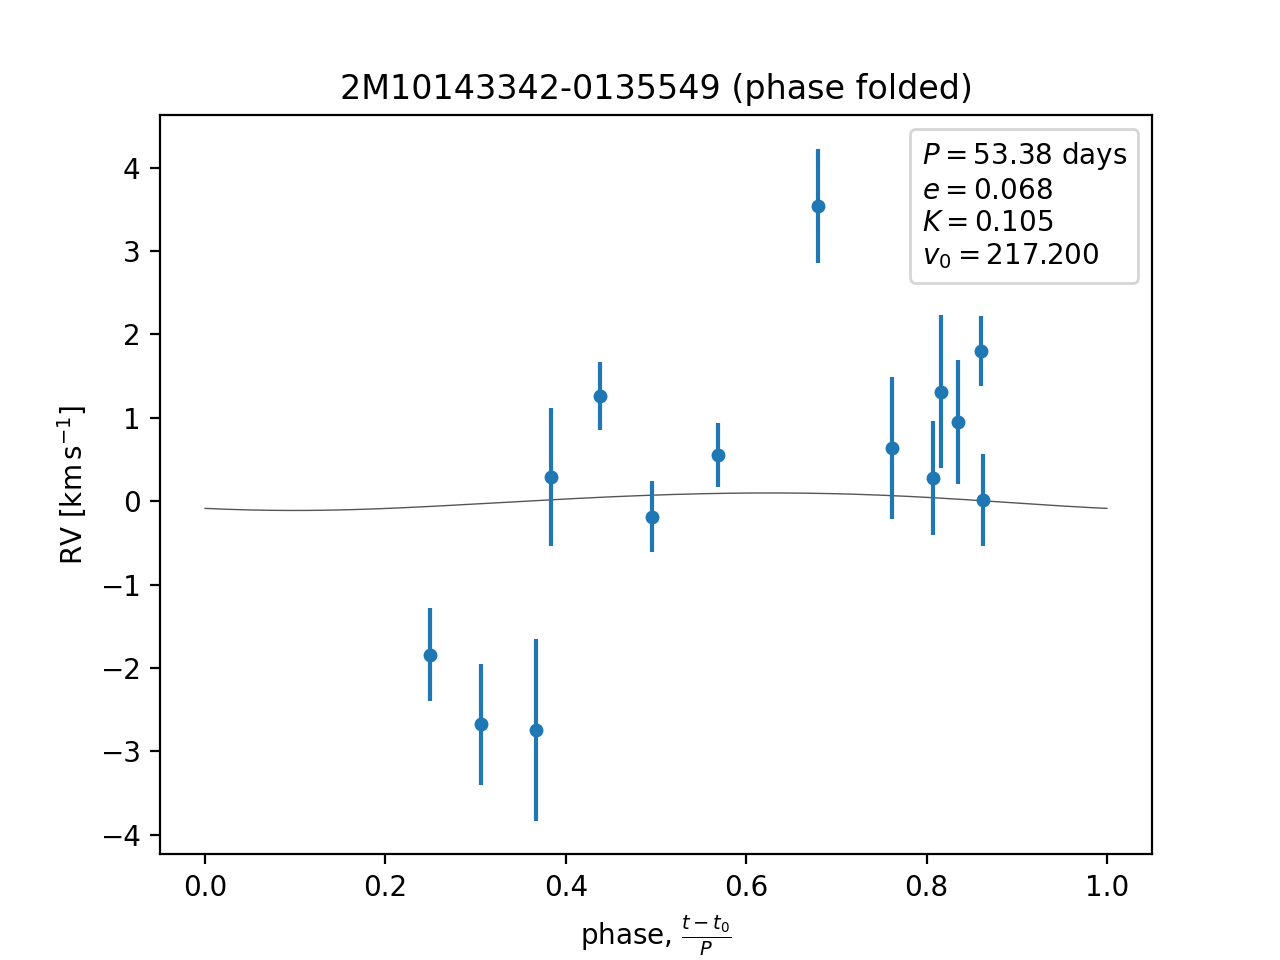 2M10143342-0135549 (phase folded)
P = 53.38 days
e = 0.068
K = 0.105
v₀ = 217.200
RV [km s⁻¹]
4
3
2
1
0
−1
−2
−3
−4
0.0 0.2 0.4 0.6 0.8 1.0
phase, (t − t₀)/P